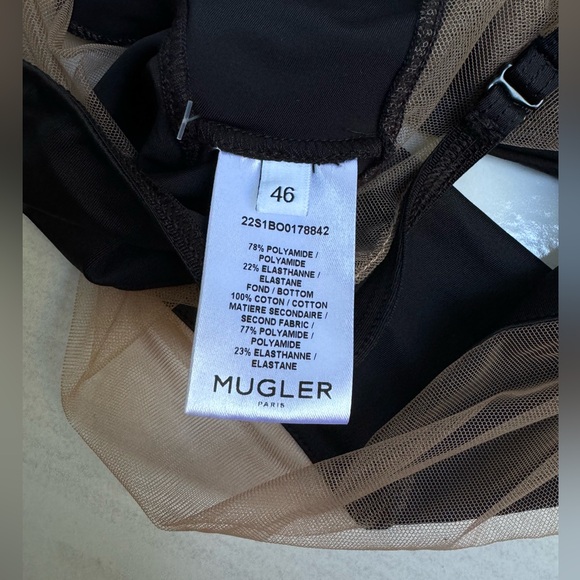 46
22S1BO0178842
78% POLYAMIDE /
POLYAMIDE
22% ELASTHANNE /
ELASTANE
FOND / BOTTOM
100% COTON / COTTON
MATIERE SECONDAIRE /
SECOND FABRIC /
77% POLYAMIDE /
POLYAMIDE
23% ELASTHANNE /
ELASTANE
MUGLER
PARIS